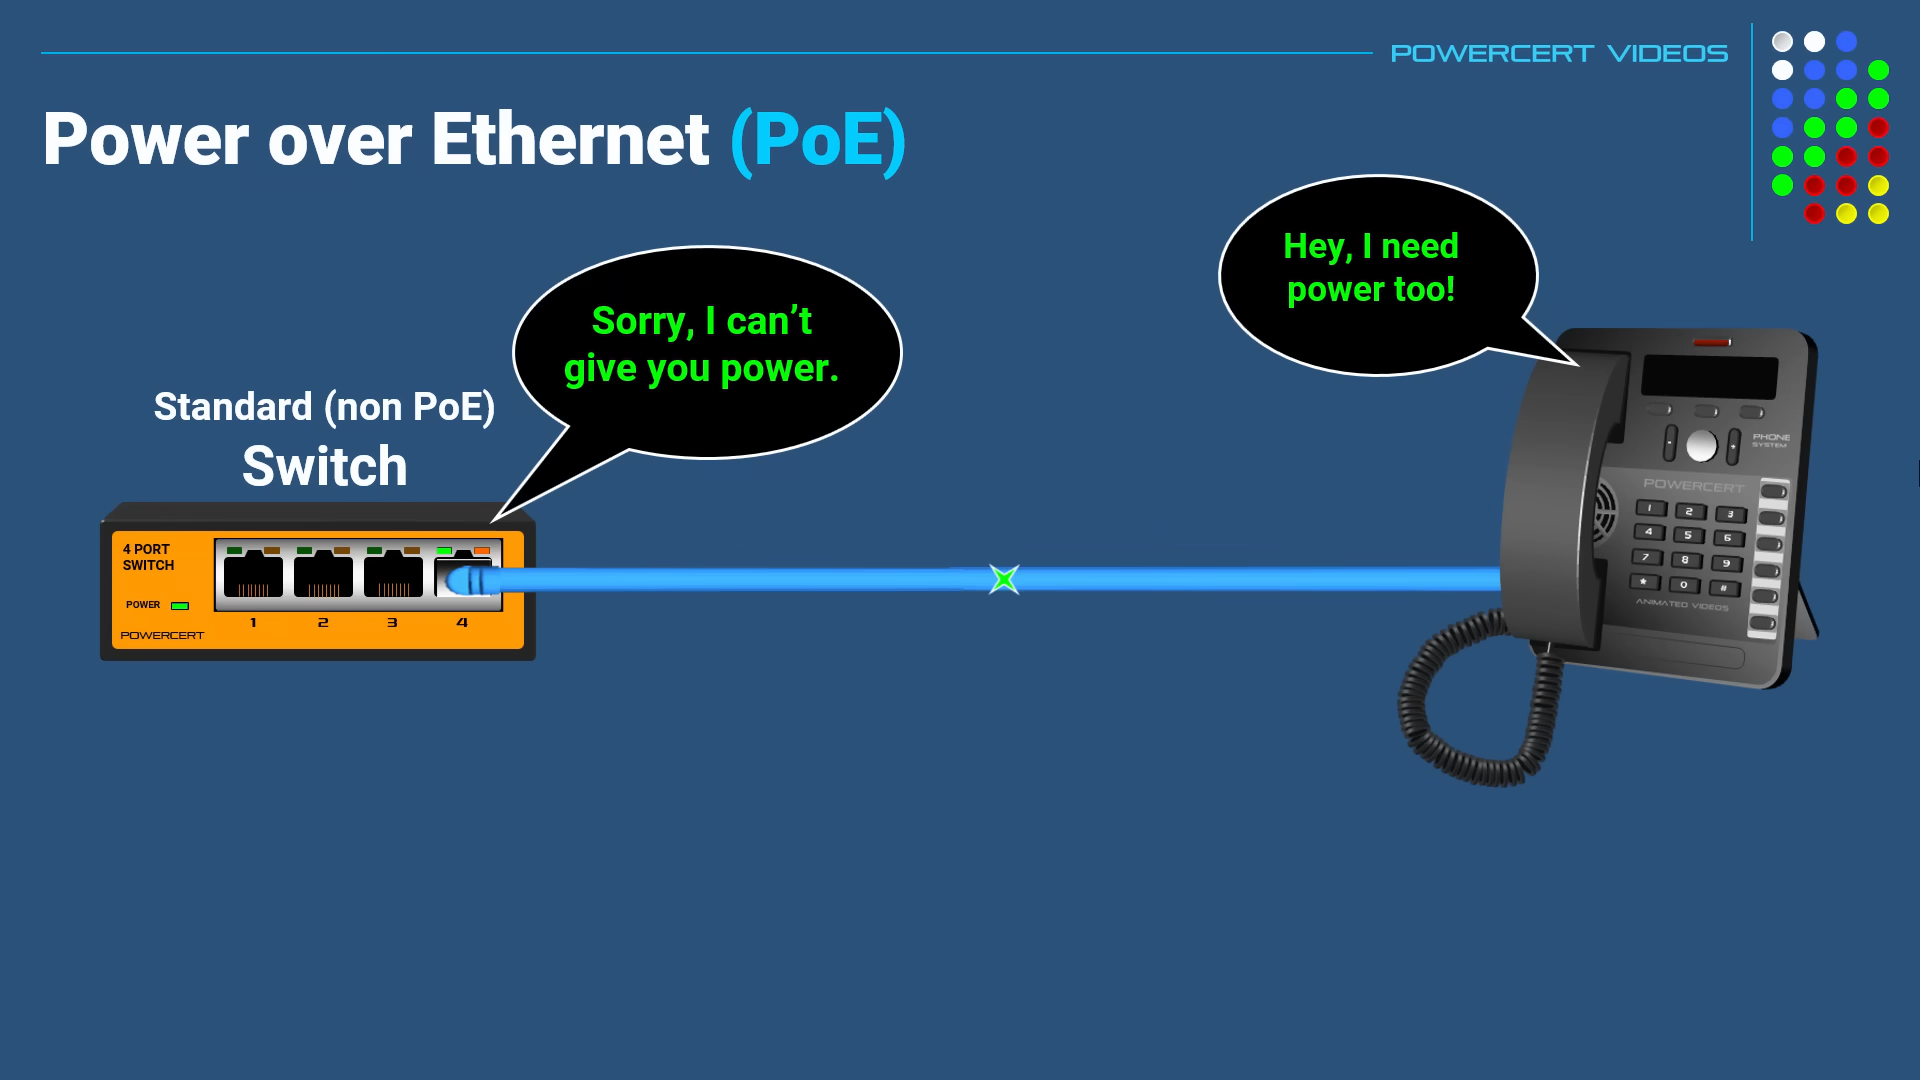 POWERCERT VIDEOS
Power over Ethernet (PoE)
Hey, I need
power too!
Sorry, I can’t
give you power.
Standard (non PoE)
Switch
4 PORT
SWITCH
POWER
POWERCERT
1 2 3 4
PHONE
SYSTEM
- +
POWERCERT
1 2 3
4 5 6
7 8 9
* 0 #
ANIMATED VIDEOS